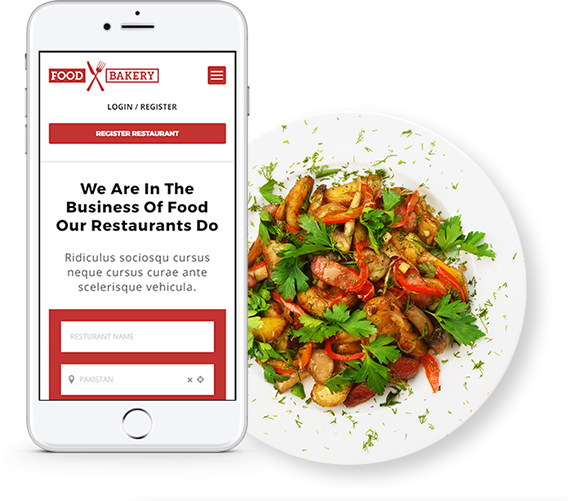 FOOD BAKERY
LOGIN / REGISTER
REGISTER RESTAURANT
We Are In The
Business Of Food
Our Restaurants Do
Ridiculus sociosqu cursus
neque cursus curae ante
scelerisque vehicula.
RESTURANT NAME
PAKISTAN